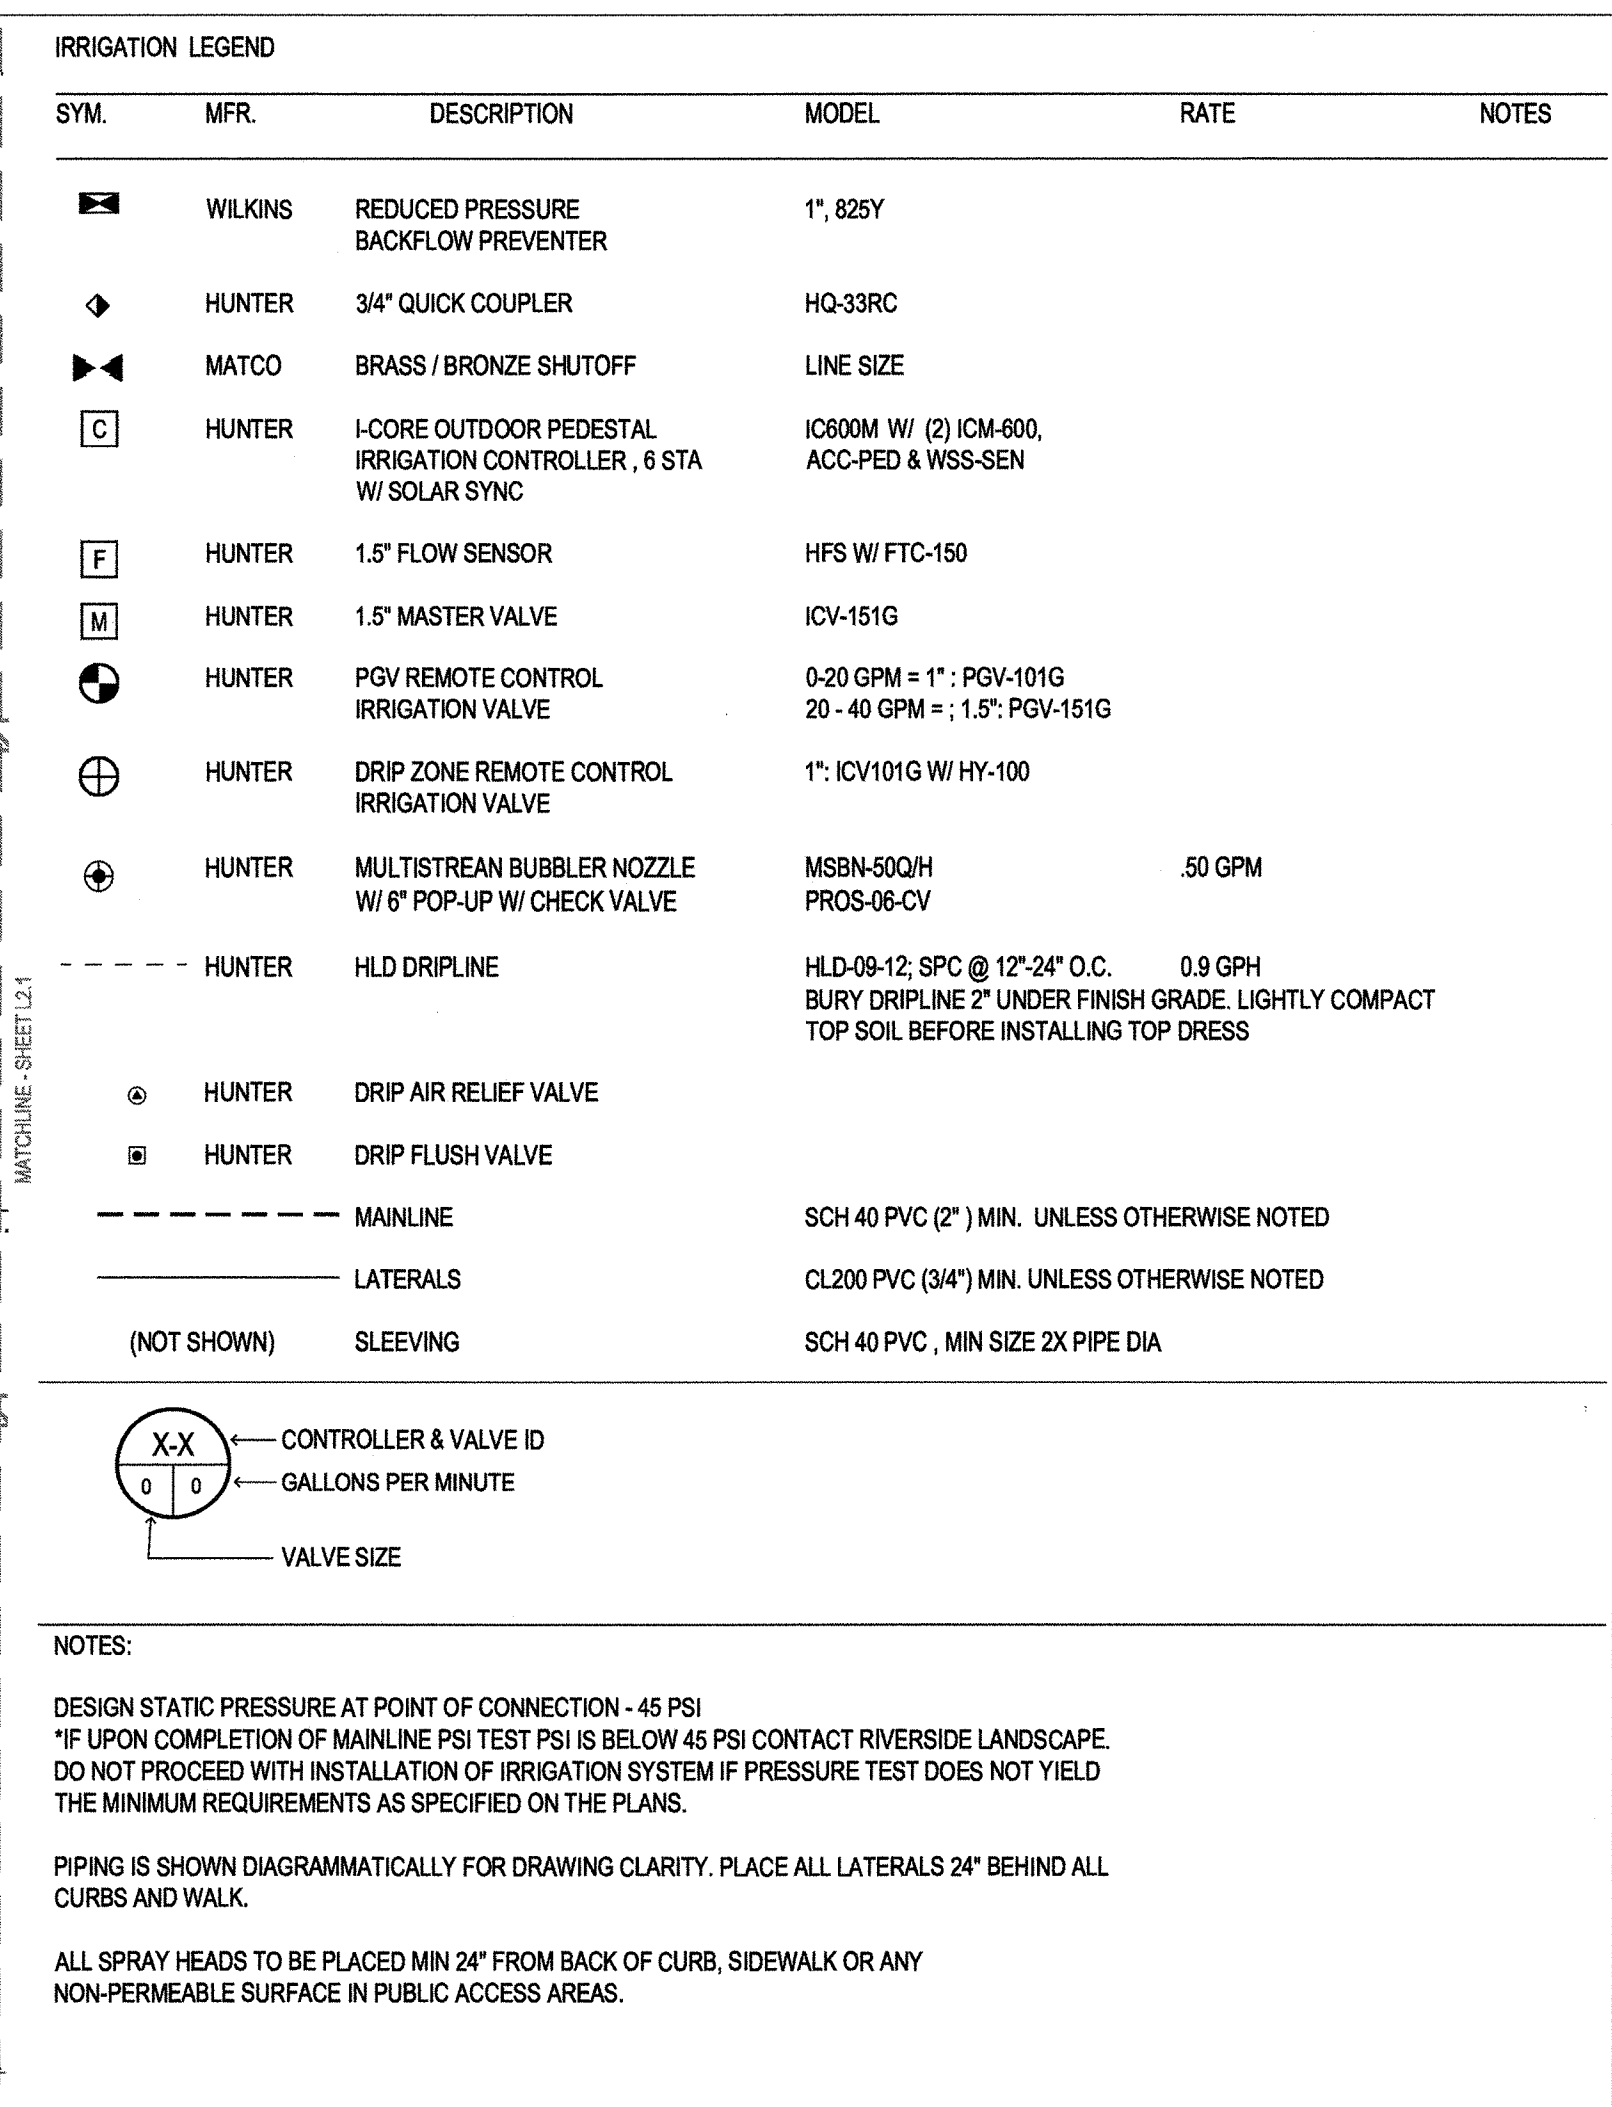 IRRIGATION LEGEND
SYM. MFR. DESCRIPTION MODEL RATE NOTES
WILKINS REDUCED PRESSURE 1", 825Y
BACKFLOW PREVENTER
HUNTER 3/4" QUICK COUPLER HQ-33RC
MATCO BRASS / BRONZE SHUTOFF LINE SIZE
C HUNTER I-CORE OUTDOOR PEDESTAL IC600M W/ (2) ICM-600,
IRRIGATION CONTROLLER , 6 STA ACC-PED & WSS-SEN
W/ SOLAR SYNC
F HUNTER 1.5" FLOW SENSOR HFS W/ FTC-150
M HUNTER 1.5" MASTER VALVE ICV-151G
HUNTER PGV REMOTE CONTROL 0-20 GPM = 1" : PGV-101G
IRRIGATION VALVE 20 - 40 GPM = ; 1.5": PGV-151G
HUNTER DRIP ZONE REMOTE CONTROL 1": ICV101G W/ HY-100
IRRIGATION VALVE
HUNTER MULTISTREAN BUBBLER NOZZLE MSBN-50Q/H .50 GPM
W/ 6" POP-UP W/ CHECK VALVE PROS-06-CV
HUNTER HLD DRIPLINE HLD-09-12; SPC @ 12"-24" O.C. 0.9 GPH
BURY DRIPLINE 2" UNDER FINISH GRADE. LIGHTLY COMPACT
TOP SOIL BEFORE INSTALLING TOP DRESS
HUNTER DRIP AIR RELIEF VALVE
HUNTER DRIP FLUSH VALVE
MAINLINE SCH 40 PVC (2" ) MIN. UNLESS OTHERWISE NOTED
LATERALS CL200 PVC (3/4") MIN. UNLESS OTHERWISE NOTED
(NOT SHOWN) SLEEVING SCH 40 PVC , MIN SIZE 2X PIPE DIA
MATCHLINE - SHEET L2.1
X-X CONTROLLER & VALVE ID
0 0 GALLONS PER MINUTE
VALVE SIZE
NOTES:
DESIGN STATIC PRESSURE AT POINT OF CONNECTION - 45 PSI
*IF UPON COMPLETION OF MAINLINE PSI TEST PSI IS BELOW 45 PSI CONTACT RIVERSIDE LANDSCAPE.
DO NOT PROCEED WITH INSTALLATION OF IRRIGATION SYSTEM IF PRESSURE TEST DOES NOT YIELD
THE MINIMUM REQUIREMENTS AS SPECIFIED ON THE PLANS.
PIPING IS SHOWN DIAGRAMMATICALLY FOR DRAWING CLARITY. PLACE ALL LATERALS 24" BEHIND ALL
CURBS AND WALK.
ALL SPRAY HEADS TO BE PLACED MIN 24" FROM BACK OF CURB, SIDEWALK OR ANY
NON-PERMEABLE SURFACE IN PUBLIC ACCESS AREAS.